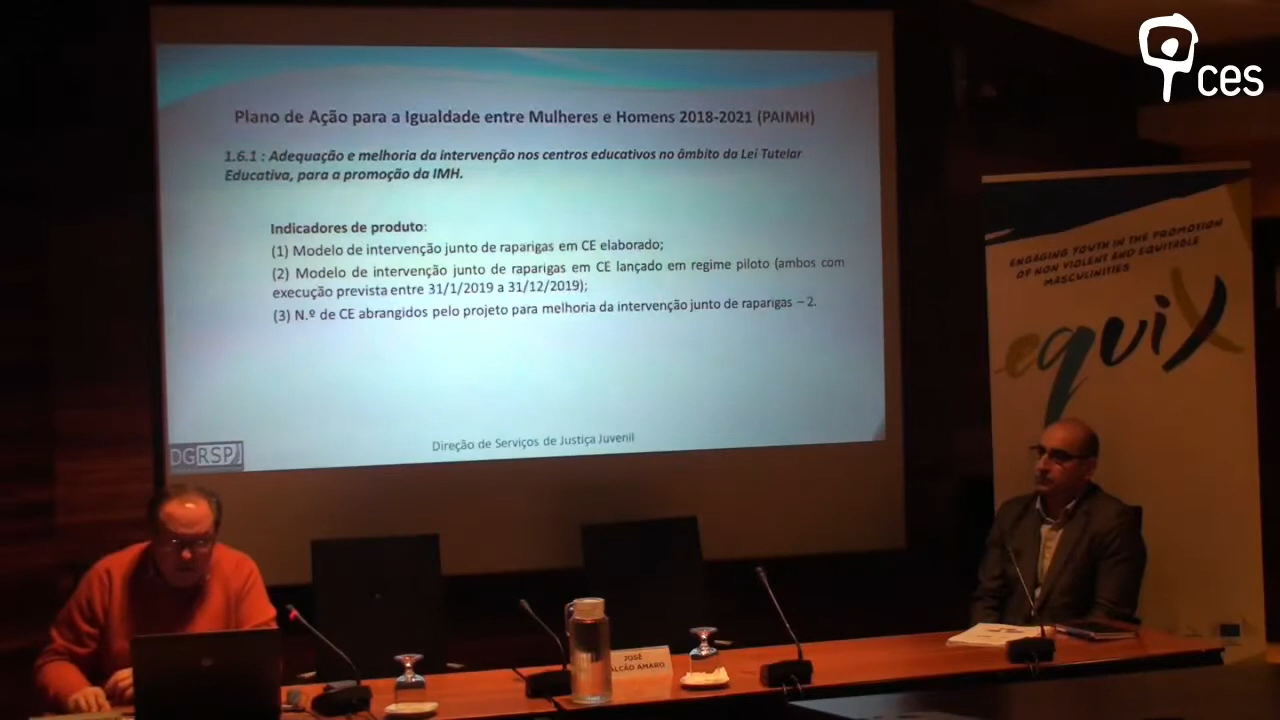 ces
Plano de Ação para a Igualdade entre Mulheres e Homens 2018-2021 (PAIMH)
1.6.1 : Adequação e melhoria da intervenção nos centros educativos no âmbito da Lei Tutelar
Educativa, para a promoção da IMH.
Indicadores de produto:
(1) Modelo de intervenção junto de raparigas em CE elaborado;
(2) Modelo de intervenção junto de raparigas em CE lançado em regime piloto (ambos com
execução prevista entre 31/1/2019 a 31/12/2019);
(3) N.º de CE abrangidos pelo projeto para melhoria da intervenção junto de raparigas – 2.
Direção de Serviços de Justiça Juvenil
DGRSP
ENGAGING YOUTH IN THE PROMOTION
OF NON VIOLENT AND EQUITABLE
MASCULINITIES
equiX
JOSÉ
ALCÃO AMARO